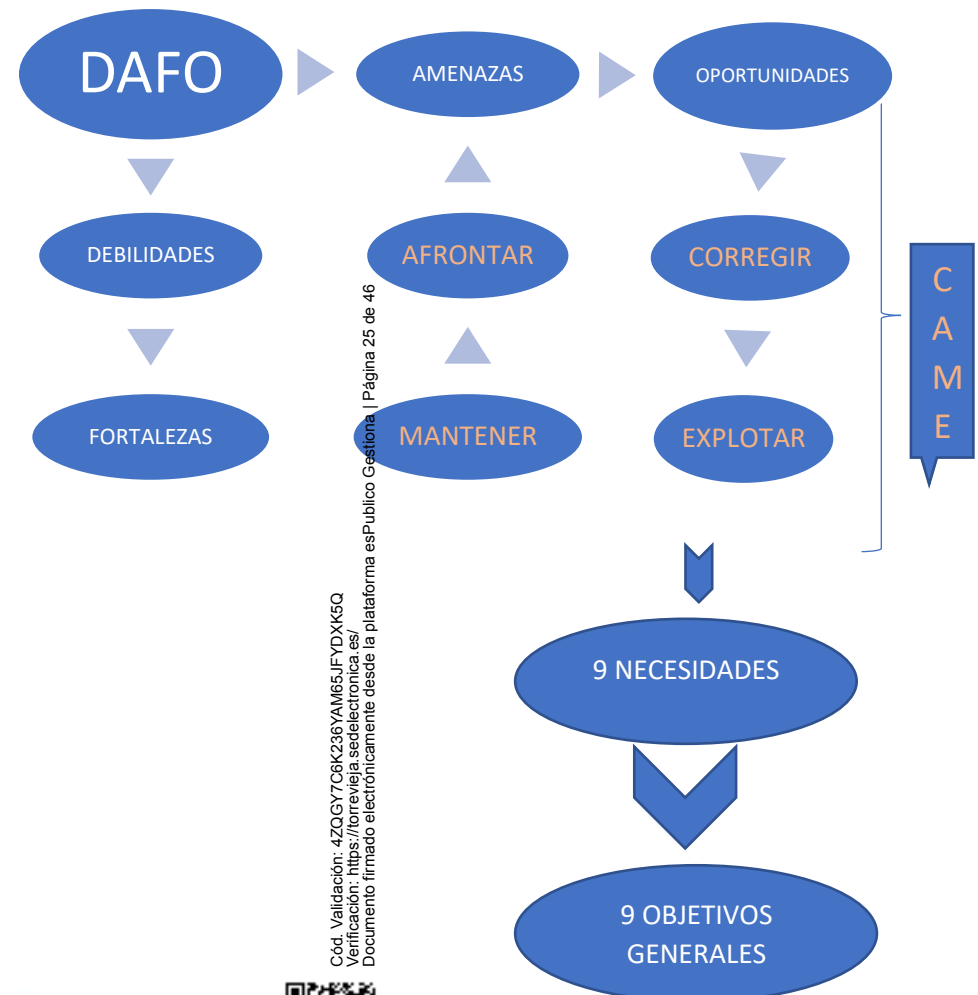 DAFO
AMENAZAS
OPORTUNIDADES
DEBILIDADES
AFRONTAR
CORREGIR
FORTALEZAS
MANTENER
EXPLOTAR
C
A
M
E
9 NECESIDADES
9 OBJETIVOS
GENERALES
Cód. Validación: 4ZQGY7C6K236YAM65JFYDXK5Q
Verificación: https://torrevieja.sedelectronica.es/
Documento firmado electrónicamente desde la plataforma esPublico Gestiona | Página 25 de 46